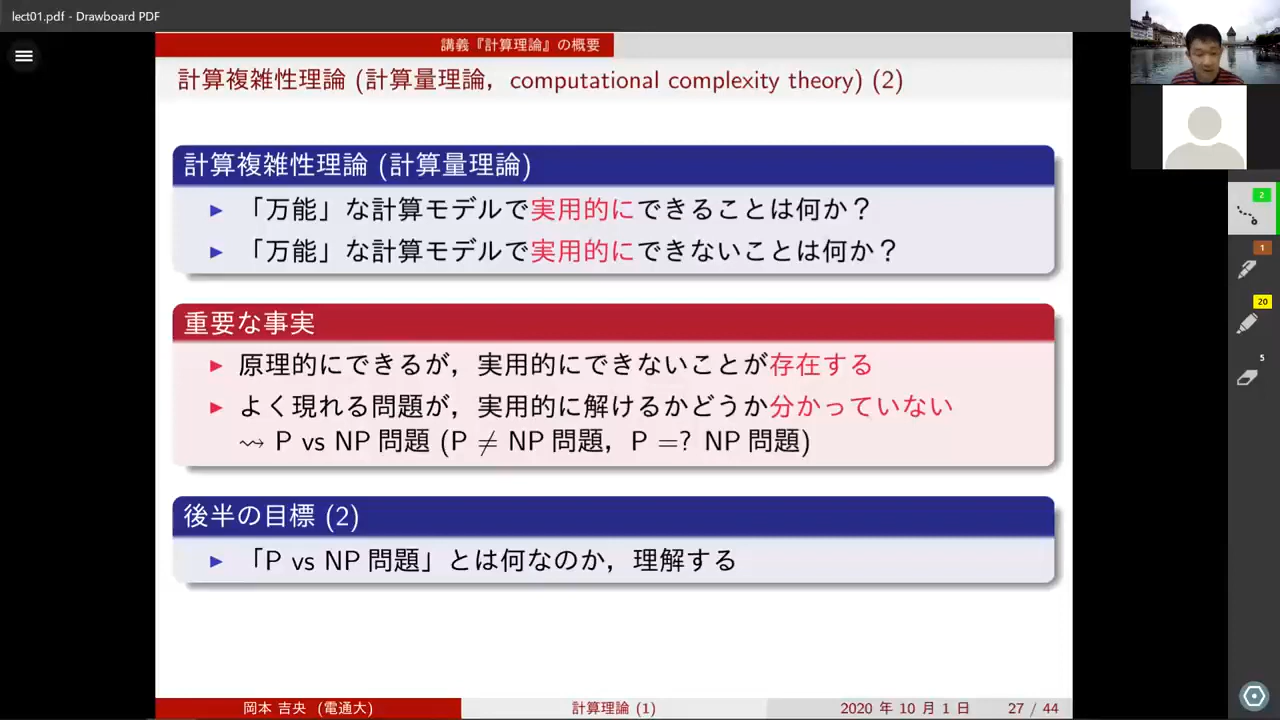 lect01.pdf - Drawboard PDF
講義『計算理論』の概要
計算複雑性理論 (計算量理論, computational complexity theory) (2)
計算複雑性理論 (計算量理論)
▶ 「万能」な計算モデルで実用的にできることは何か？
▶ 「万能」な計算モデルで実用的にできないことは何か？
重要な事実
▶ 原理的にできるが, 実用的にできないことが存在する
▶ よく現れる問題が, 実用的に解けるかどうか分かっていない
⇝ P vs NP 問題 (P ≠ NP 問題, P =? NP 問題)
後半の目標 (2)
▶ 「P vs NP 問題」とは何なのか, 理解する
岡本 吉央 (電通大)
計算理論 (1)
2020 年 10 月 1 日
27 / 44
2
1
20
5